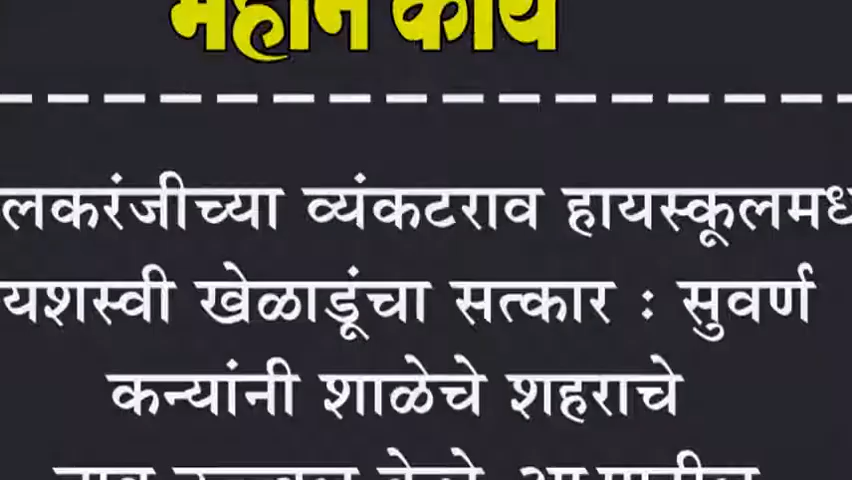 महान कार्य
लकरंजीच्या व्यंकटराव हायस्कूलमध
यशस्वी खेळाडूंचा सत्कार : सुवर्ण
कन्यांनी शाळेचे शहराचे